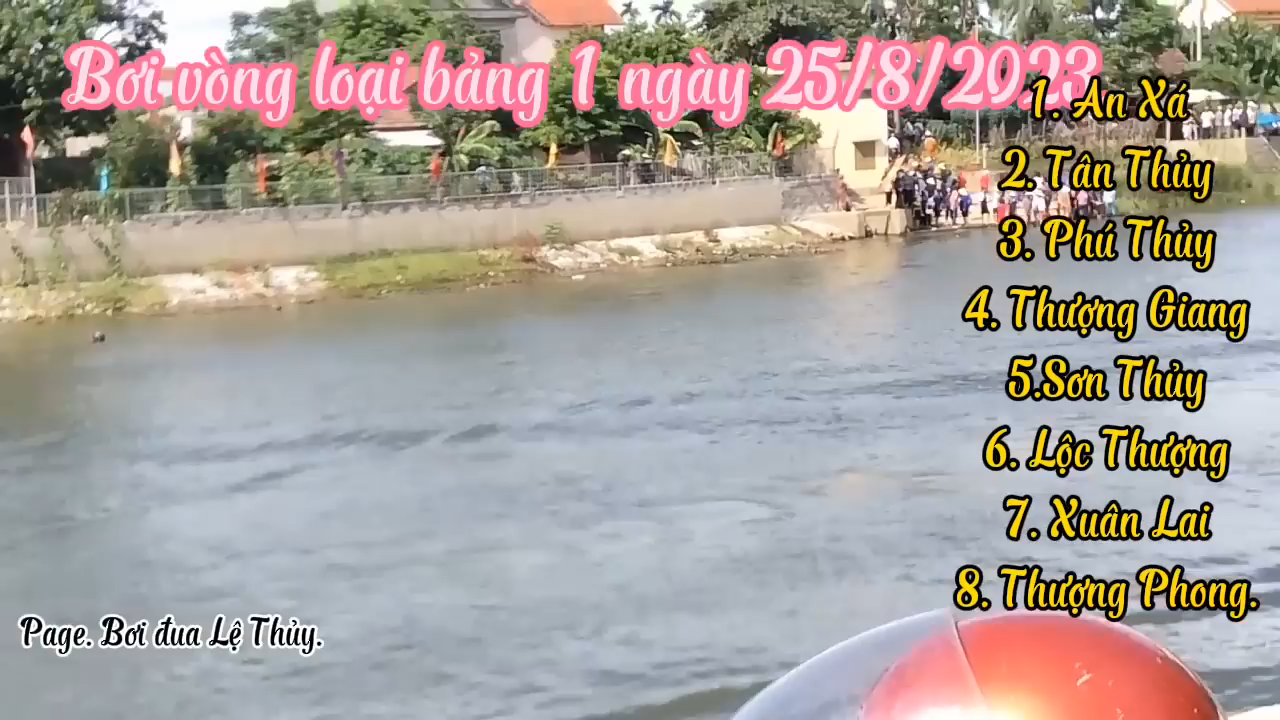 Bơi vòng loại bảng 1 ngày 25/8/2023
1. An Xá
2. Tân Thủy
3. Phú Thủy
4. Thượng Giang
5.Sơn Thủy
6. Lộc Thượng
7. Xuân Lai
8. Thượng Phong.
Page. Bơi đua Lệ Thủy.